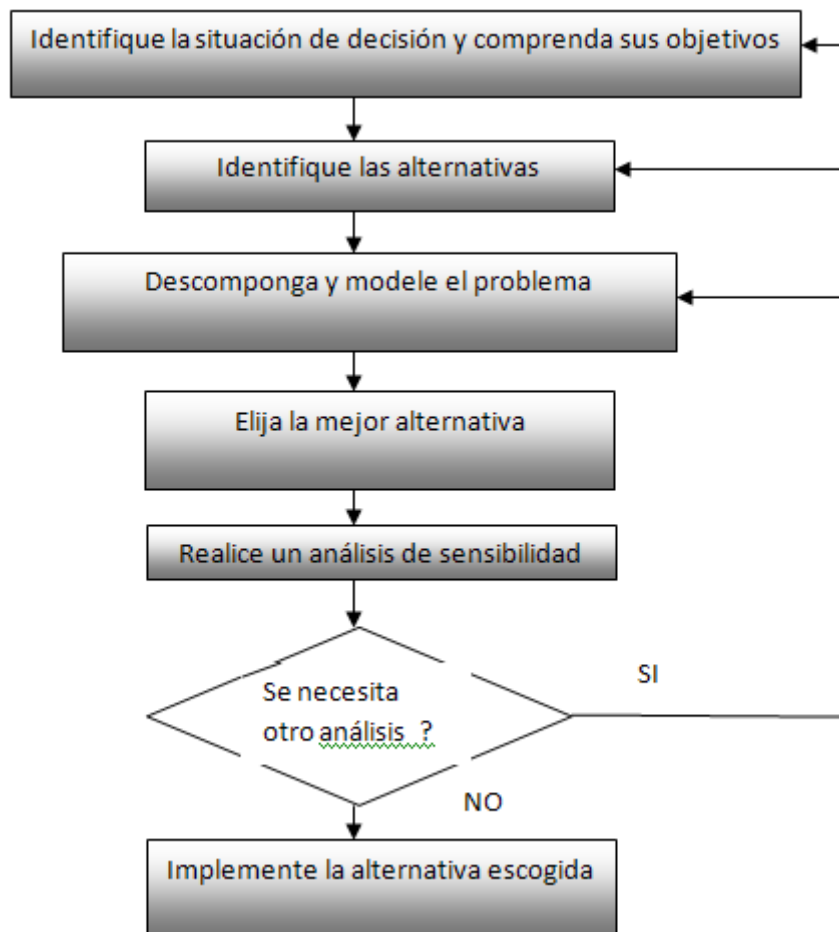 Identifique la situación de decisión y comprenda sus objetivos
Identifique las alternativas
Descomponga y modele el problema
Elija la mejor alternativa
Realice un análisis de sensibilidad
Se necesita
otro análisis ?
SI
NO
Implemente la alternativa escogida